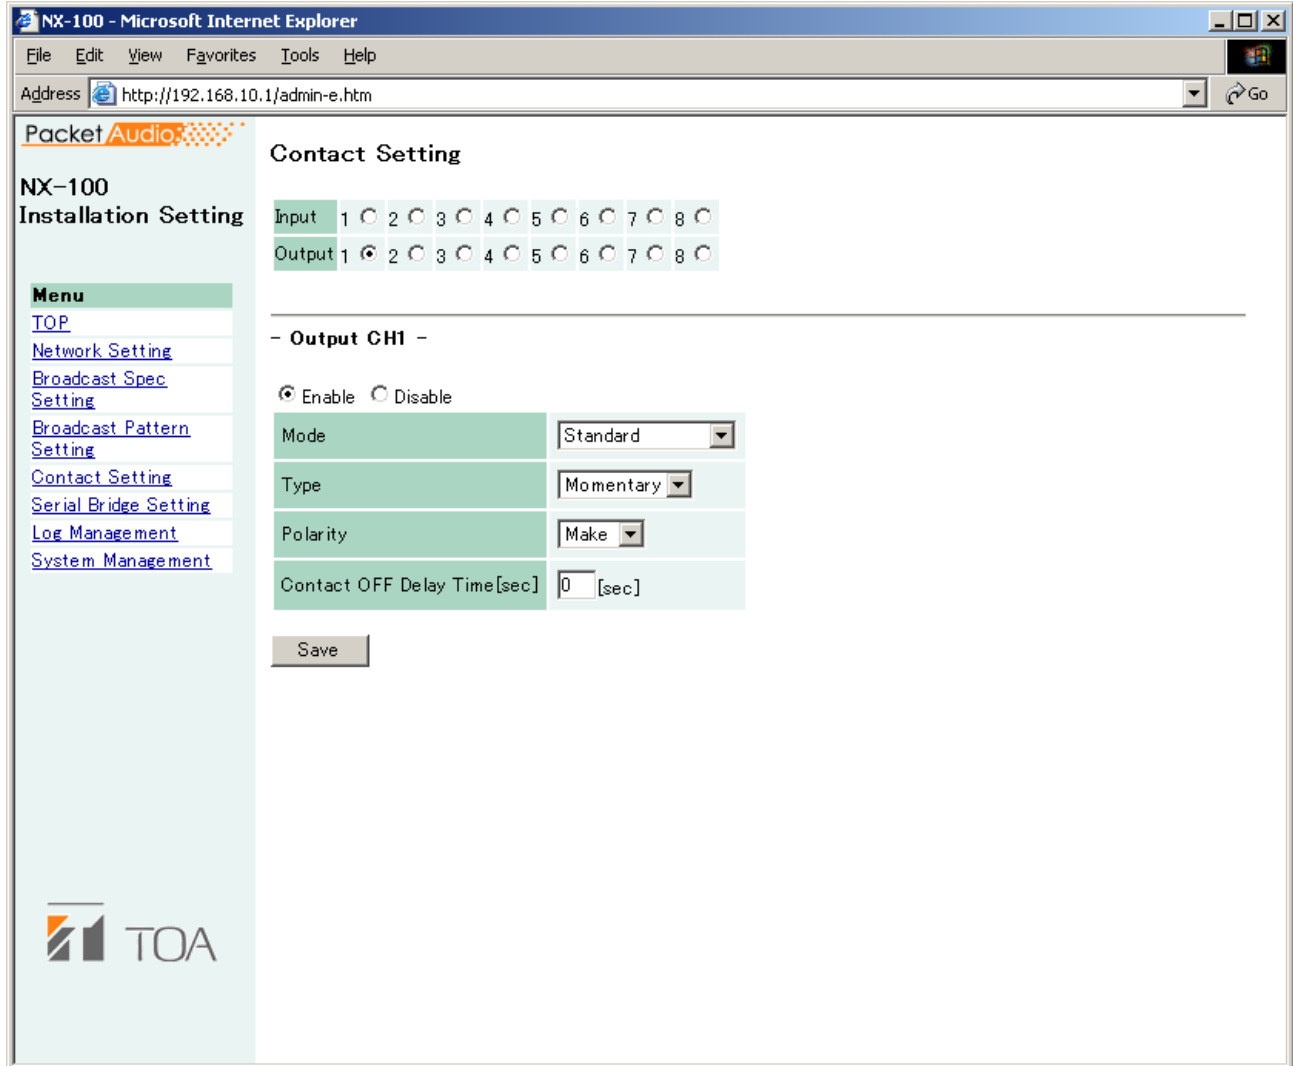 NX-100 - Microsoft Internet Explorer
File Edit View Favorites Tools Help
Address http://192.168.10.1/admin-e.htm Go
Packet Audio
NX-100
Installation Setting
Menu
TOP
Network Setting
Broadcast Spec
Setting
Broadcast Pattern
Setting
Contact Setting
Serial Bridge Setting
Log Management
System Management
TOA
Contact Setting
Input 1 2 3 4 5 6 7 8
Output 1 2 3 4 5 6 7 8
- Output CH1 -
Enable Disable
Mode Standard
Type Momentary
Polarity Make
Contact OFF Delay Time[sec] 0 [sec]
Save